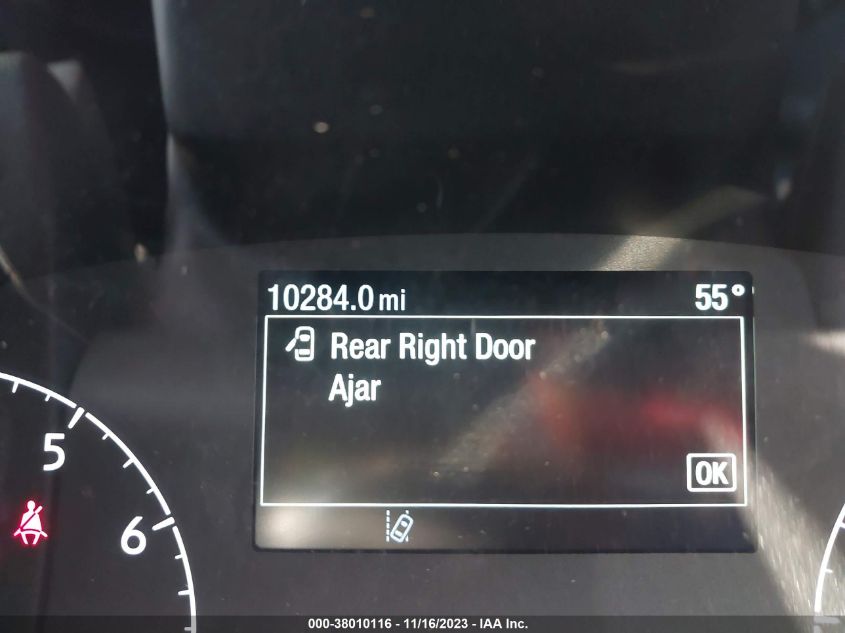 10284.0 mi 55°
Rear Right Door
Ajar
OK
5
6
000-38010116 - 11/16/2023 - IAA Inc.